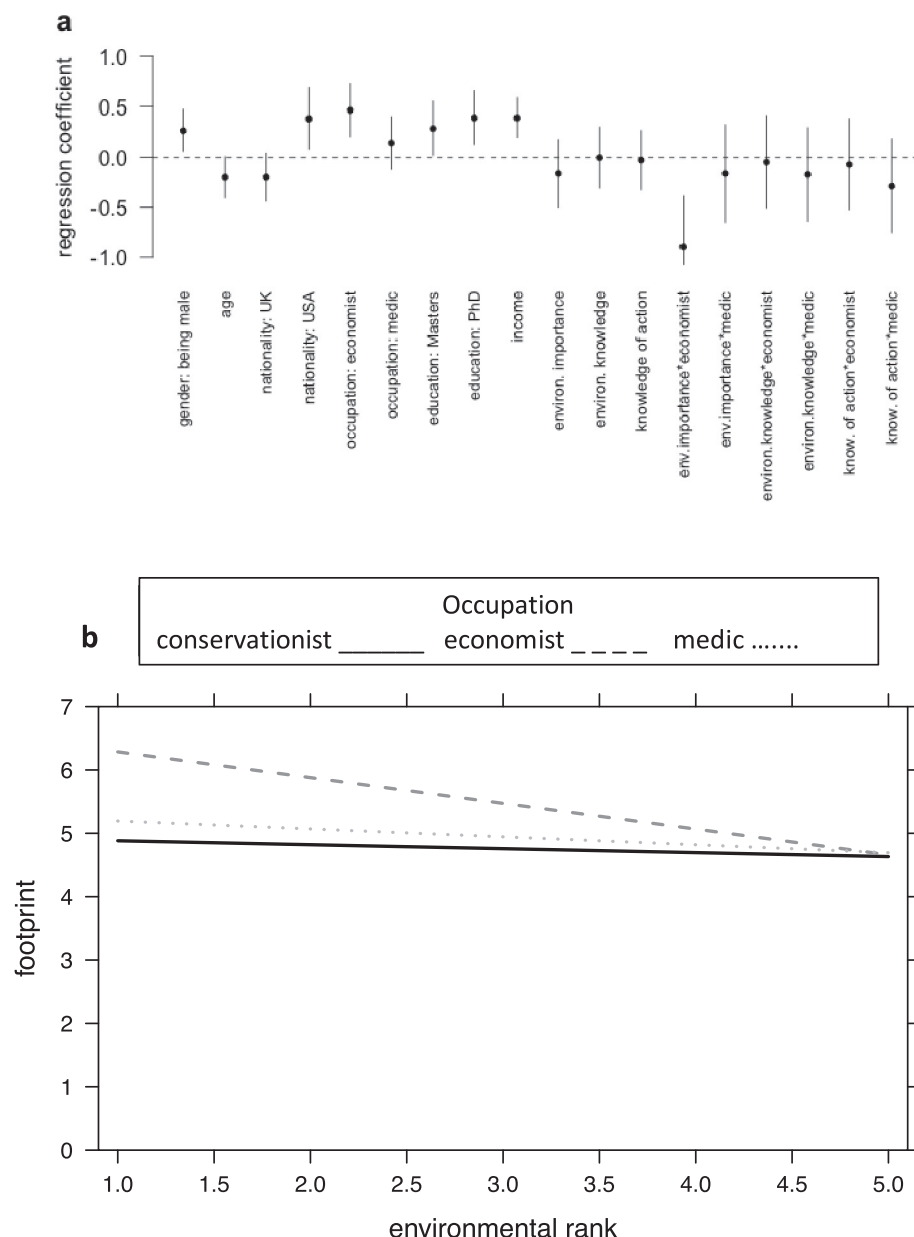 a
regression coefficient
1.0
0.5
0.0
-0.5
-1.0
gender: being male
age
nationality: UK
nationality: USA
occupation: economist
occupation: medic
education: Masters
education: PhD
income
environ. importance
environ. knowledge
knowledge of action
env.importance*economist
env.importance*medic
environ.knowledge*economist
environ.knowledge*medic
know. of action*economist
know. of action*medic
b
Occupation
conservationist ______ economist _ _ _ _ medic .......
footprint
7
6
5
4
3
2
1
0
1.0 1.5 2.0 2.5 3.0 3.5 4.0 4.5 5.0
environmental rank